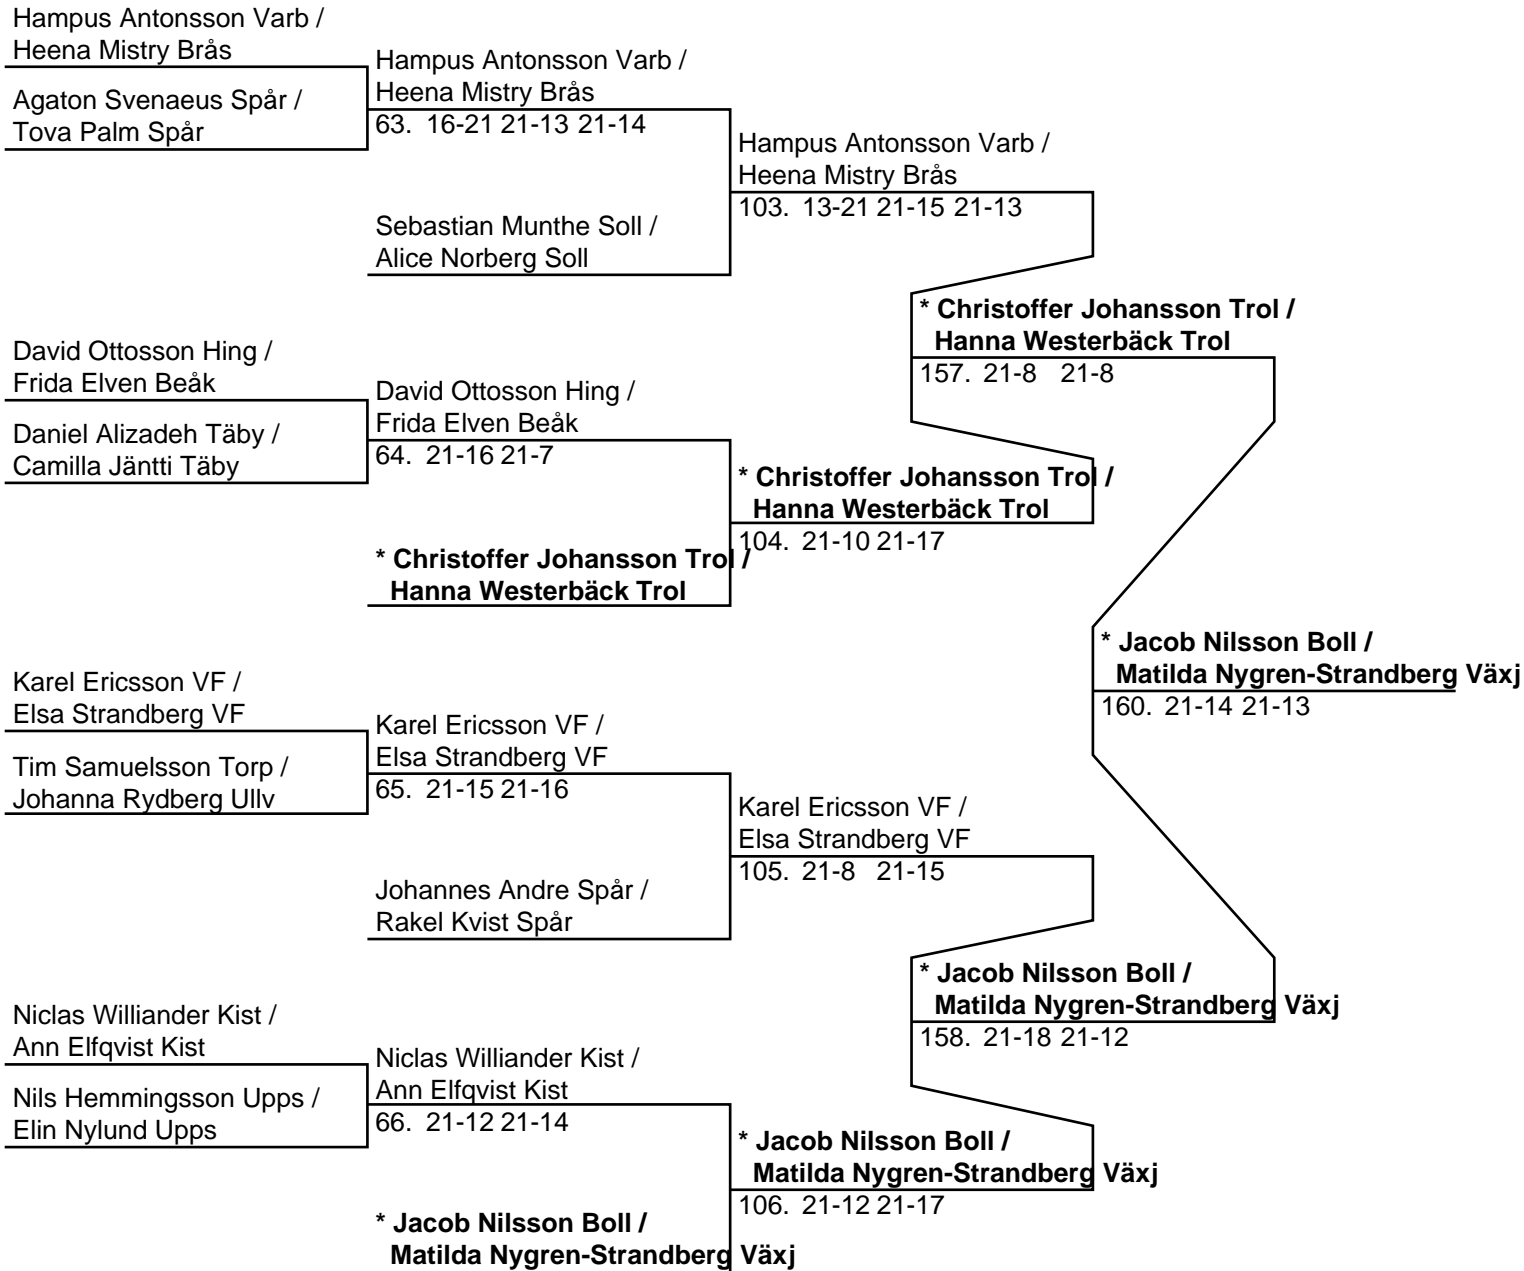 Hampus Antonsson Varb /
Heena Mistry Brås
Agaton Svenaeus Spår /
Tova Palm Spår
Hampus Antonsson Varb /
Heena Mistry Brås
63. 16-21 21-13 21-14
Sebastian Munthe Soll /
Alice Norberg Soll
Hampus Antonsson Varb /
Heena Mistry Brås
103. 13-21 21-15 21-13
David Ottosson Hing /
Frida Elven Beåk
Daniel Alizadeh Täby /
Camilla Jäntti Täby
David Ottosson Hing /
Frida Elven Beåk
64. 21-16 21-7
* Christoffer Johansson Trol /
Hanna Westerbäck Trol
* Christoffer Johansson Trol /
Hanna Westerbäck Trol
104. 21-10 21-17
* Christoffer Johansson Trol /
Hanna Westerbäck Trol
157. 21-8 21-8
Karel Ericsson VF /
Elsa Strandberg VF
Tim Samuelsson Torp /
Johanna Rydberg Ullv
Karel Ericsson VF /
Elsa Strandberg VF
65. 21-15 21-16
Johannes Andre Spår /
Rakel Kvist Spår
Karel Ericsson VF /
Elsa Strandberg VF
105. 21-8 21-15
Niclas Williander Kist /
Ann Elfqvist Kist
Nils Hemmingsson Upps /
Elin Nylund Upps
Niclas Williander Kist /
Ann Elfqvist Kist
66. 21-12 21-14
* Jacob Nilsson Boll /
Matilda Nygren-Strandberg Växj
* Jacob Nilsson Boll /
Matilda Nygren-Strandberg Växj
106. 21-12 21-17
* Jacob Nilsson Boll /
Matilda Nygren-Strandberg Växj
158. 21-18 21-12
* Jacob Nilsson Boll /
Matilda Nygren-Strandberg Växj
160. 21-14 21-13